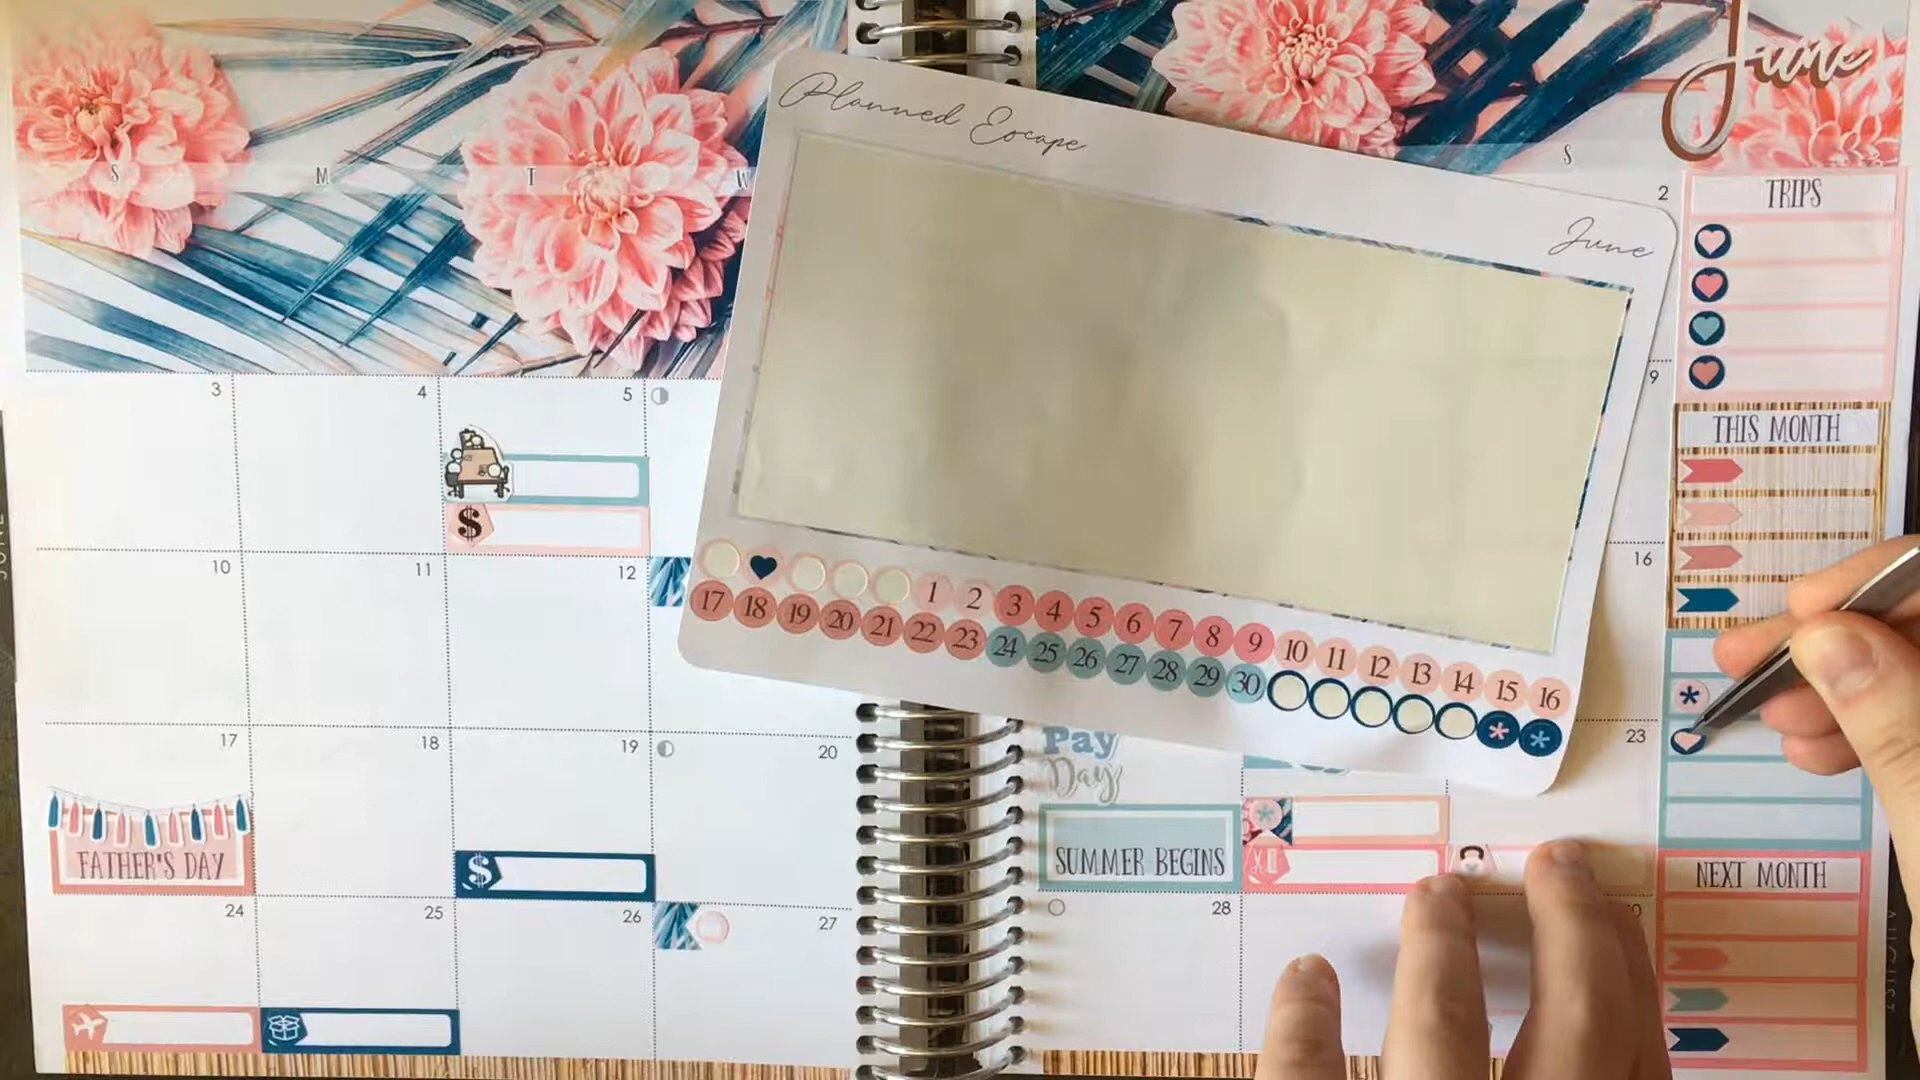 June
Planned Escape
June
S
M
T
W
S
2
TRIPS
3
4
5
9
THIS MONTH
10
11
12
16
1 2 3 4 5 6 7 8 9 10 11 12 13 14 15 16
17 18 19 20 21 22 23 24 25 26 27 28 29 30
17
18
19
20
Pay
Day
23
$
FATHER'S DAY
$
SUMMER BEGINS
NEXT MONTH
24
25
26
27
28